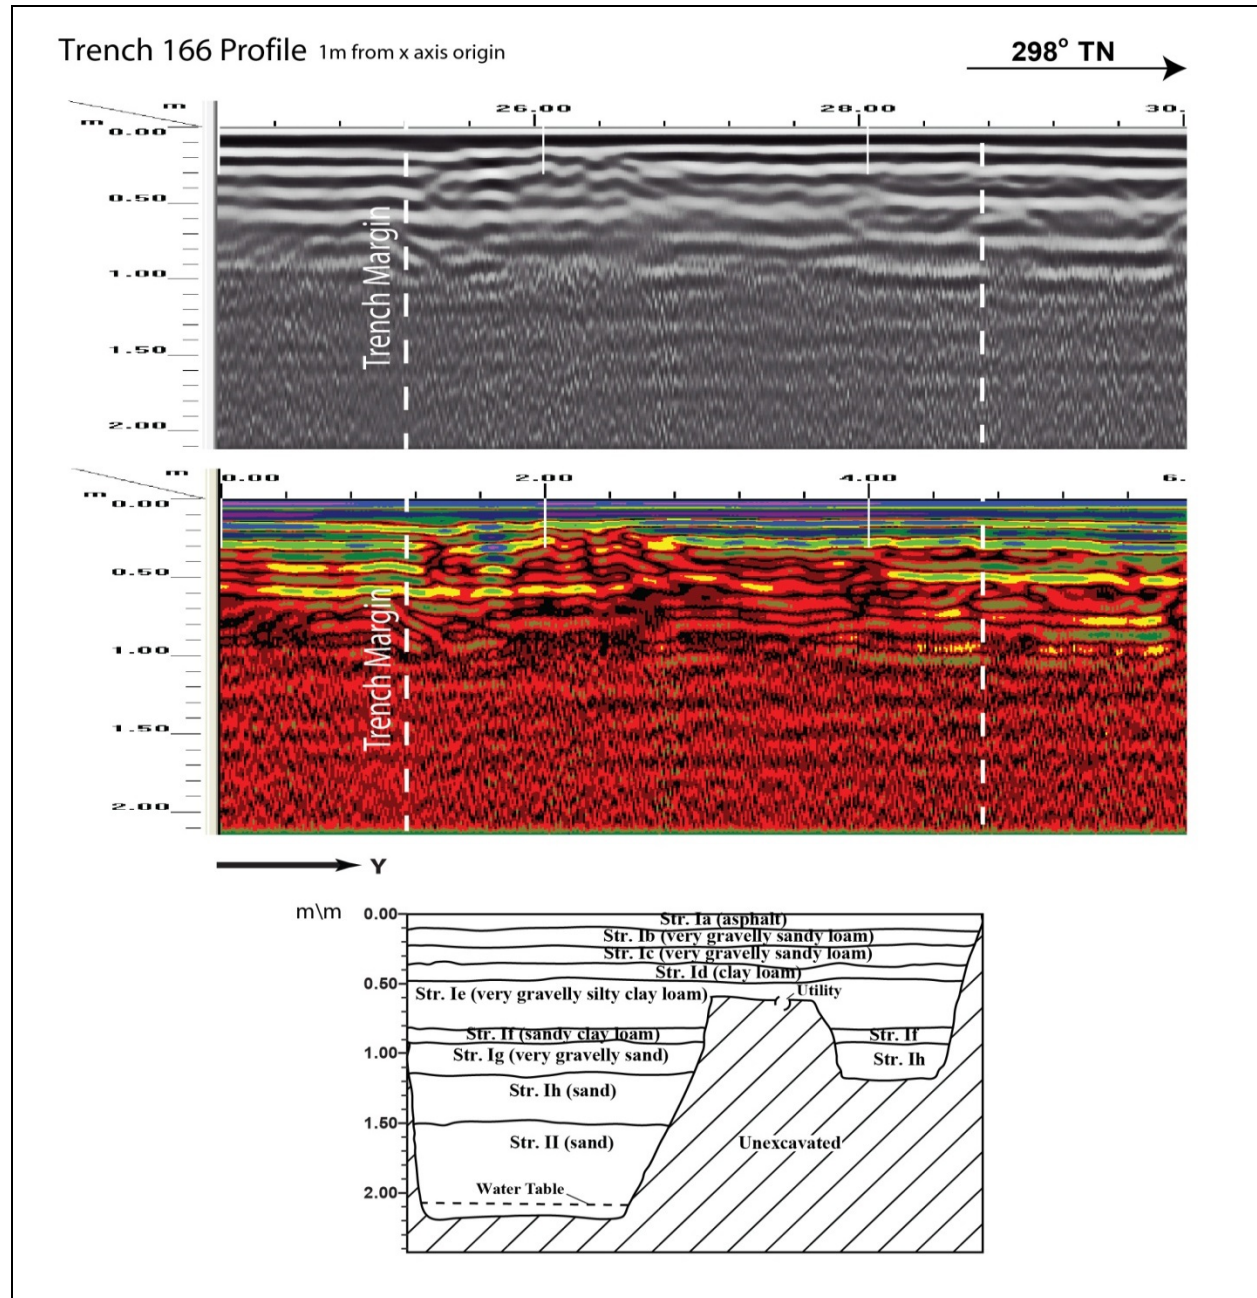 Trench 166 Profile 1m from x axis origin
298° TN
m
26.00 28.00 30.
m
0.00
0.50
1.00
1.50
2.00
Trench Margin
m
0.00 2.00 4.00 6.
m
0.00
0.50
1.00
1.50
2.00
Trench Margin
Y
m\m
0.00
Str. Ia (asphalt)
Str. Ib (very gravelly sandy loam)
Str. Ic (very gravelly sandy loam)
Str. Id (clay loam)
0.50
Str. Ie (very gravelly silty clay loam)
Utility
Str. If (sandy clay loam)
Str. If
1.00
Str. Ig (very gravelly sand)
Str. Ih
Str. Ih (sand)
1.50
Str. II (sand)
Unexcavated
Water Table
2.00